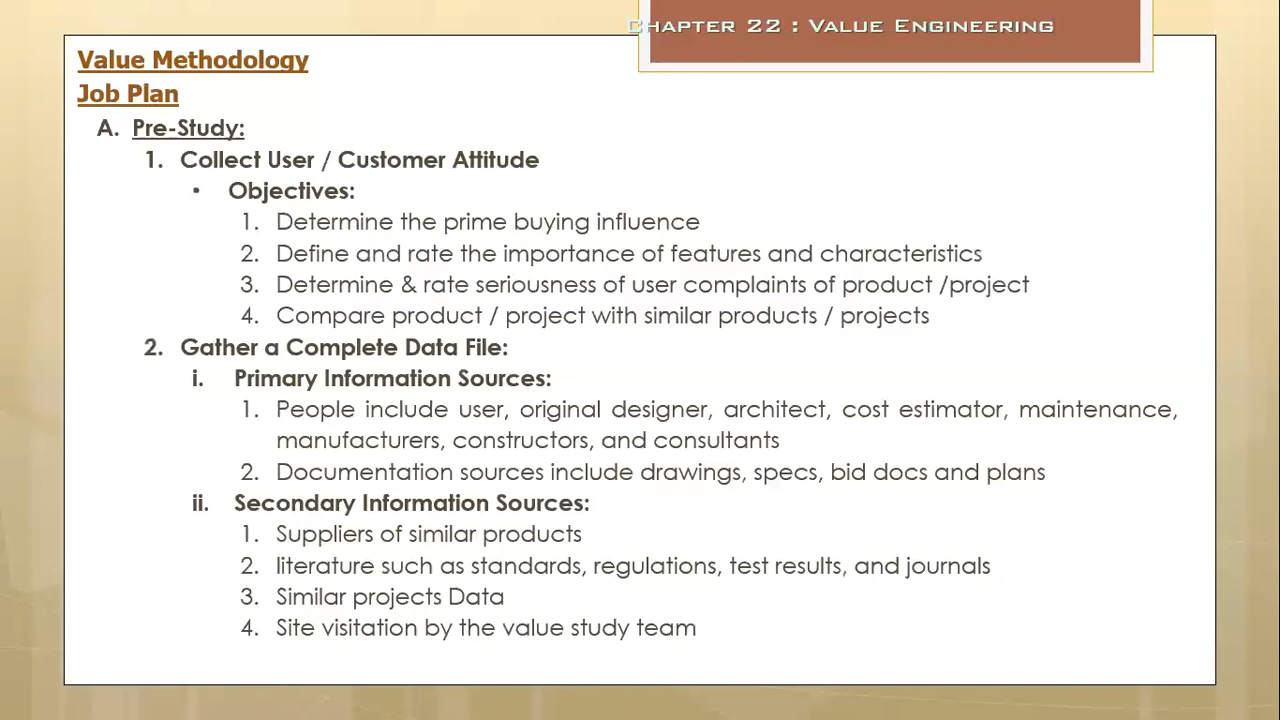 Chapter 22 : Value Engineering
Value Methodology
Job Plan
A. Pre-Study:
1. Collect User / Customer Attitude
• Objectives:
1. Determine the prime buying influence
2. Define and rate the importance of features and characteristics
3. Determine & rate seriousness of user complaints of product /project
4. Compare product / project with similar products / projects
2. Gather a Complete Data File:
i. Primary Information Sources:
1. People include user, original designer, architect, cost estimator, maintenance,
manufacturers, constructors, and consultants
2. Documentation sources include drawings, specs, bid docs and plans
ii. Secondary Information Sources:
1. Suppliers of similar products
2. literature such as standards, regulations, test results, and journals
3. Similar projects Data
4. Site visitation by the value study team